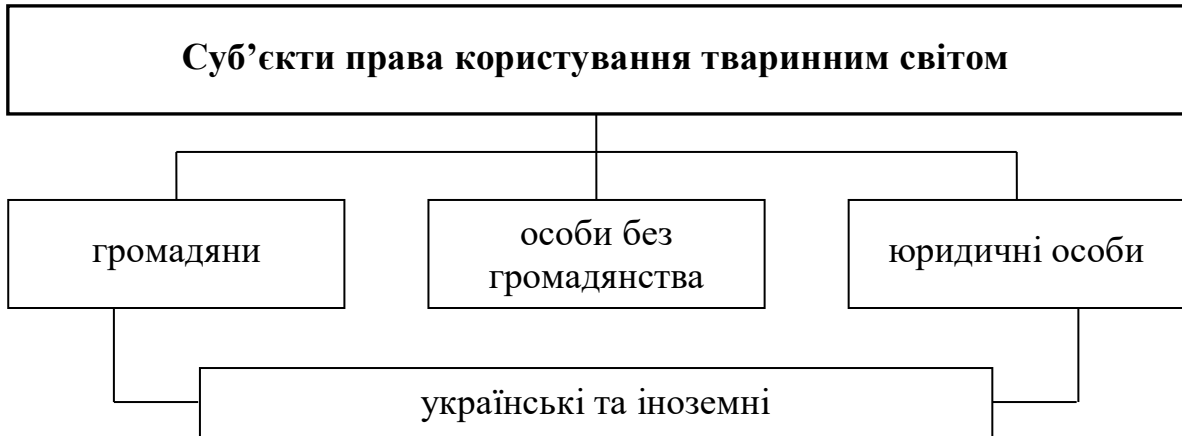 Суб’єкти права користування тваринним світом
громадяни
особи без
громадянства
юридичні особи
українські та іноземні